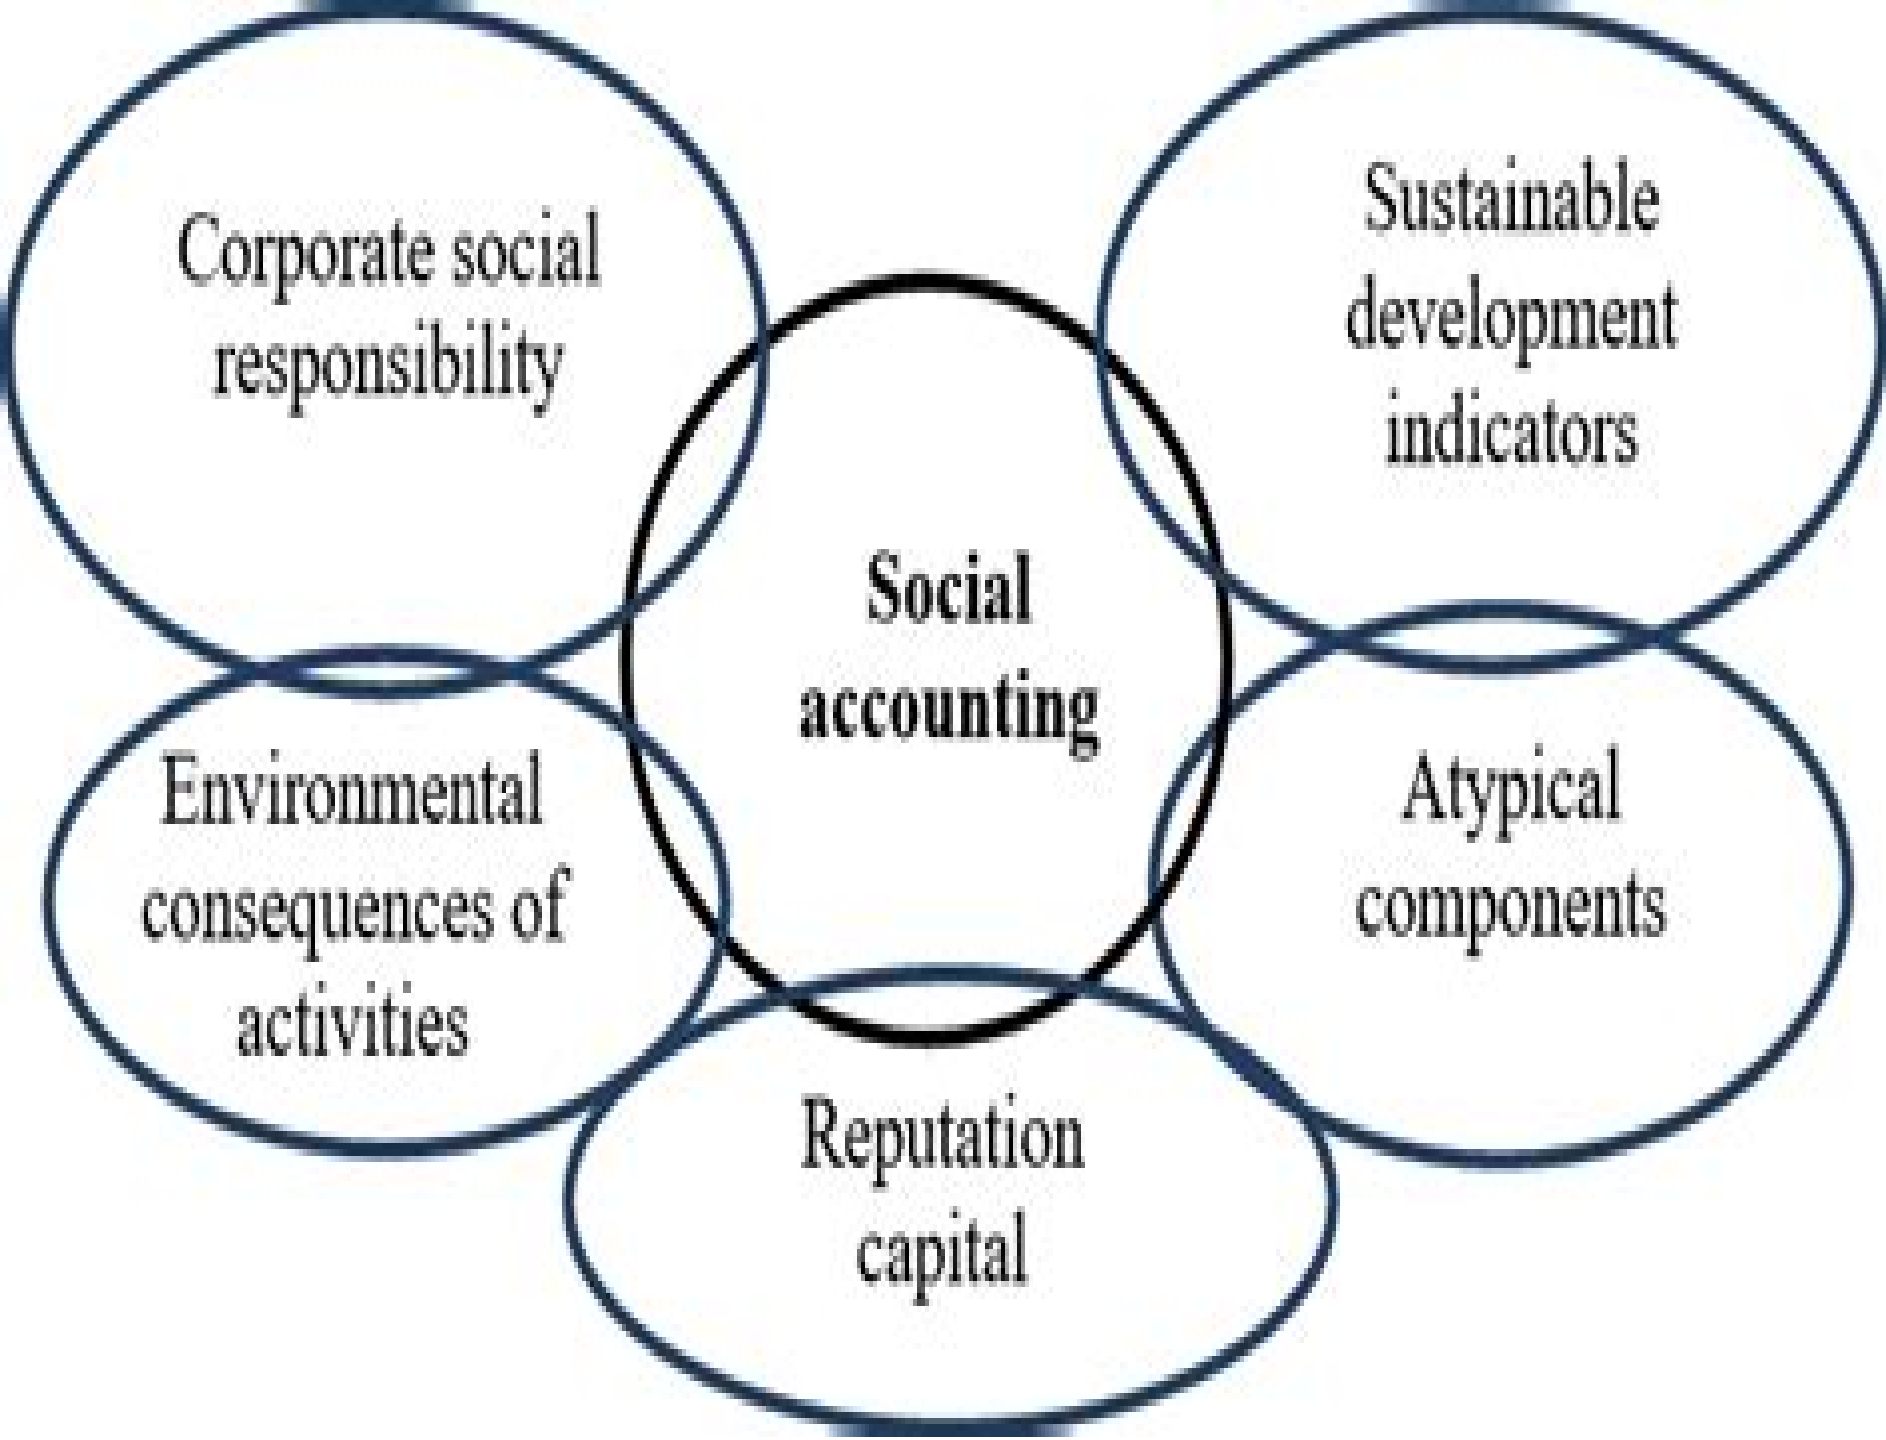 Corporate social
responsibility
Sustainable
development
indicators
Social
accounting
Environmental
consequences of
activities
Atypical
components
Reputation
capital